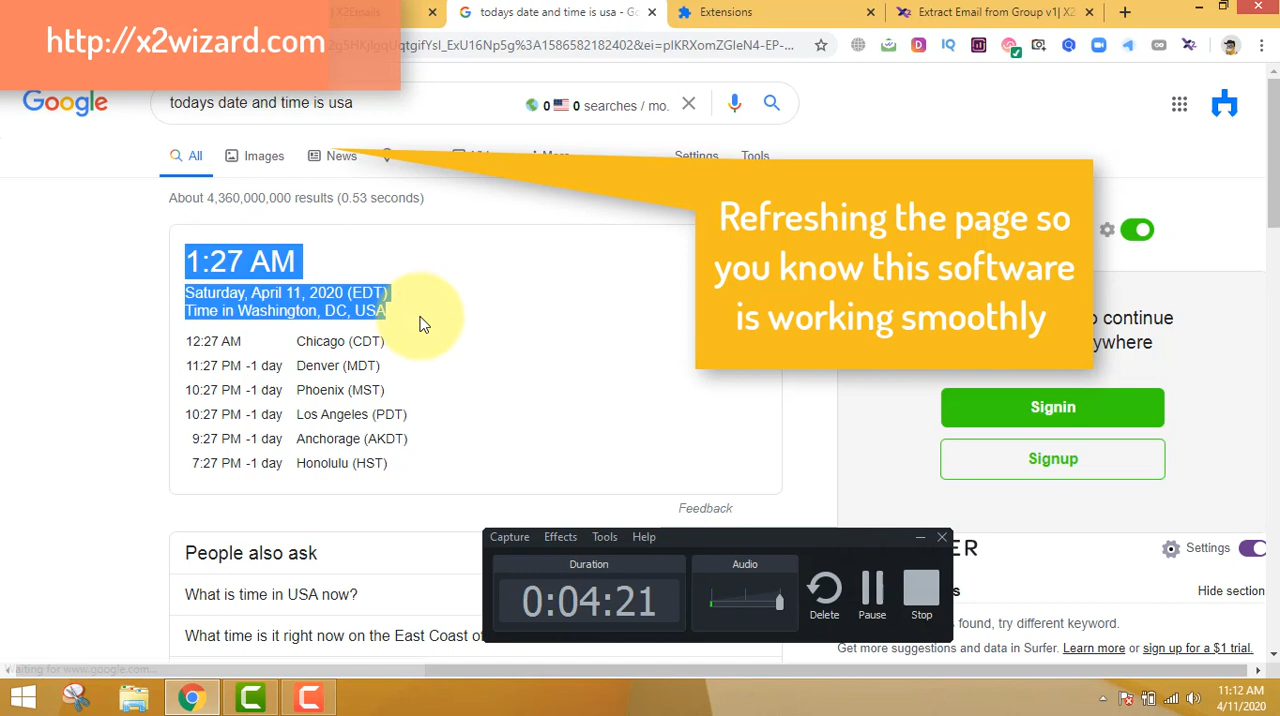 http://x2wizard.com
X2Emails
todays date and time is usa - Go
Extensions
Extract Email from Group v1| X2
Google
todays date and time is usa
0 0 searches / mo.
All
Images
News
More
Settings
Tools
About 4,360,000,000 results (0.53 seconds)
Refreshing the page so
you know this software
is working smoothly
1:27 AM
Saturday, April 11, 2020 (EDT)
Time in Washington, DC, USA
12:27 AM Chicago (CDT)
11:27 PM -1 day Denver (MDT)
10:27 PM -1 day Phoenix (MST)
10:27 PM -1 day Los Angeles (PDT)
9:27 PM -1 day Anchorage (AKDT)
7:27 PM -1 day Honolulu (HST)
to continue
Signin
Signup
Feedback
People also ask
What is time in USA now?
What time is it right now on the East Coast of
Capture Effects Tools Help
Duration
0:04:21
Audio
Delete
Pause
Stop
Settings
Hide section
found, try different keyword.
Get more suggestions and data in Surfer. Learn more or sign up for a $1 trial.
11:12 AM
4/11/2020